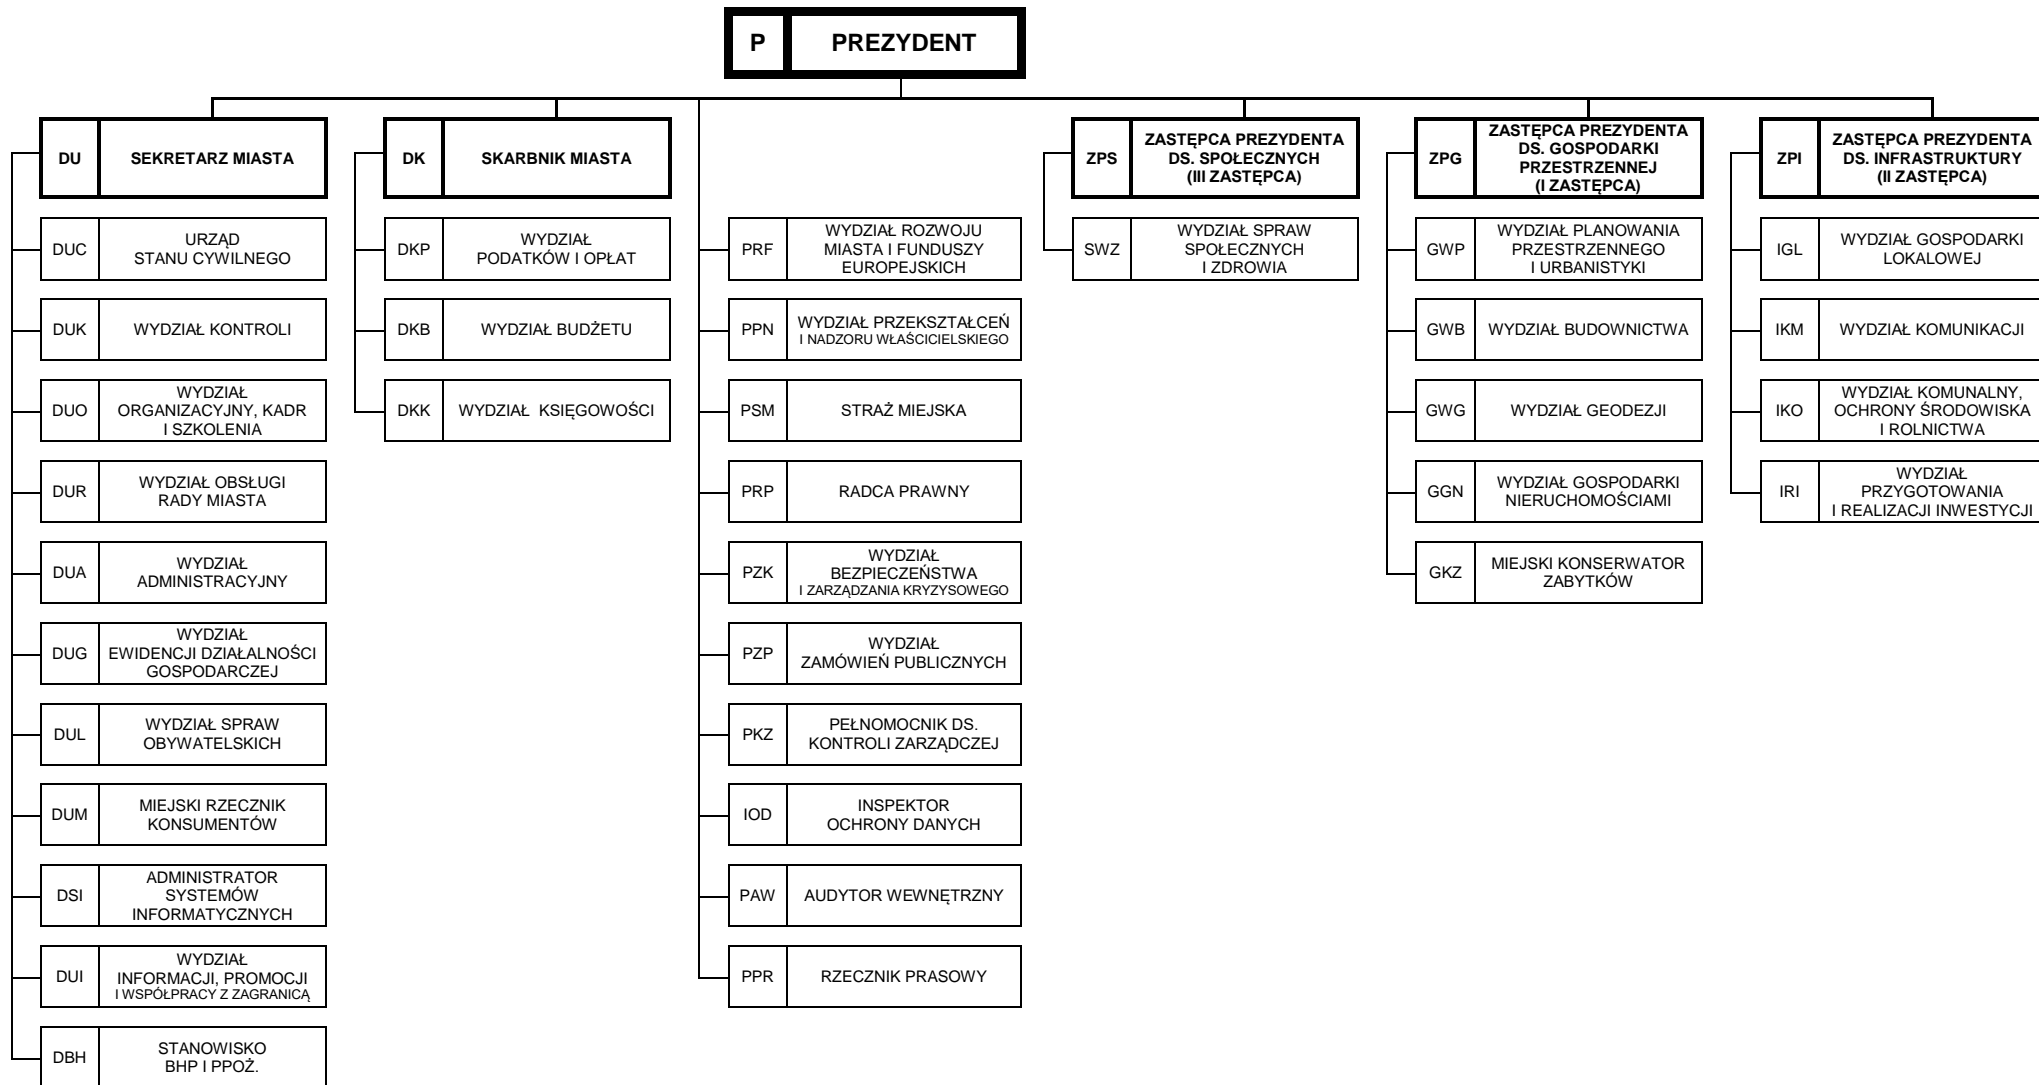 P PREZYDENT
DU SEKRETARZ MIASTA
DUC
URZĄD
STANU CYWILNEGO
DUK WYDZIAŁ KONTROLI
DUO
WYDZIAŁ
ORGANIZACYJNY, KADR
I SZKOLENIA
DUR
WYDZIAŁ OBSŁUGI
RADY MIASTA
DUA
WYDZIAŁ
ADMINISTRACYJNY
DUG
WYDZIAŁ
EWIDENCJI DZIAŁALNOŚCI
GOSPODARCZEJ
DUL
WYDZIAŁ SPRAW
OBYWATELSKICH
DUM
MIEJSKI RZECZNIK
KONSUMENTÓW
DSI
ADMINISTRATOR
SYSTEMÓW
INFORMATYCZNYCH
DUI
WYDZIAŁ
INFORMACJI, PROMOCJI
I WSPÓŁPRACY Z ZAGRANICĄ
DBH
STANOWISKO
BHP I PPOŻ.
DK SKARBNIK MIASTA
DKP
WYDZIAŁ
PODATKÓW I OPŁAT
DKB WYDZIAŁ BUDŻETU
DKK WYDZIAŁ KSIĘGOWOŚCI
PRF
WYDZIAŁ ROZWOJU
MIASTA I FUNDUSZY
EUROPEJSKICH
PPN
WYDZIAŁ PRZEKSZTAŁCEŃ
I NADZORU WŁAŚCICIELSKIEGO
PSM STRAŻ MIEJSKA
PRP RADCA PRAWNY
PZK
WYDZIAŁ
BEZPIECZEŃSTWA
I ZARZĄDZANIA KRYZYSOWEGO
PZP
WYDZIAŁ
ZAMÓWIEŃ PUBLICZNYCH
PKZ
PEŁNOMOCNIK DS.
KONTROLI ZARZĄDCZEJ
IOD
INSPEKTOR
OCHRONY DANYCH
PAW AUDYTOR WEWNĘTRZNY
PPR RZECZNIK PRASOWY
ZPS
ZASTĘPCA PREZYDENTA
DS. SPOŁECZNYCH
(III ZASTĘPCA)
SWZ
WYDZIAŁ SPRAW
SPOŁECZNYCH
I ZDROWIA
ZPG
ZASTĘPCA PREZYDENTA
DS. GOSPODARKI
PRZESTRZENNEJ
(I ZASTĘPCA)
GWP
WYDZIAŁ PLANOWANIA
PRZESTRZENNEGO
I URBANISTYKI
GWB WYDZIAŁ BUDOWNICTWA
GWG WYDZIAŁ GEODEZJI
GGN
WYDZIAŁ GOSPODARKI
NIERUCHOMOŚCIAMI
GKZ
MIEJSKI KONSERWATOR
ZABYTKÓW
ZPI
ZASTĘPCA PREZYDENTA
DS. INFRASTRUKTURY
(II ZASTĘPCA)
IGL
WYDZIAŁ GOSPODARKI
LOKALOWEJ
IKM WYDZIAŁ KOMUNIKACJI
IKO
WYDZIAŁ KOMUNALNY,
OCHRONY ŚRODOWISKA
I ROLNICTWA
IRI
WYDZIAŁ
PRZYGOTOWANIA
I REALIZACJI INWESTYCJI